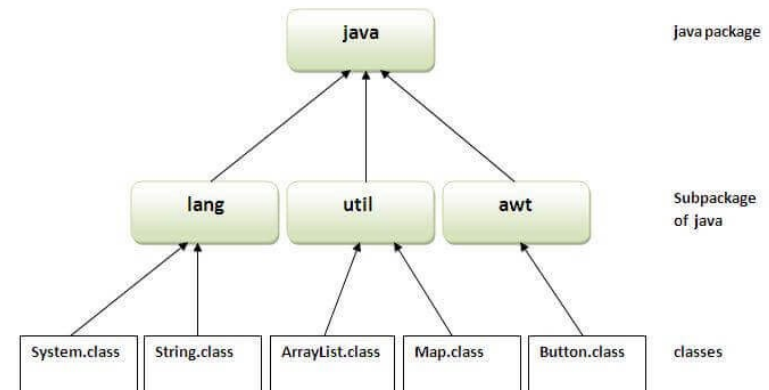 java
java package
lang
util
awt
Subpackage
of java
System.class
String.class
ArrayList.class
Map.class
Button.class
classes